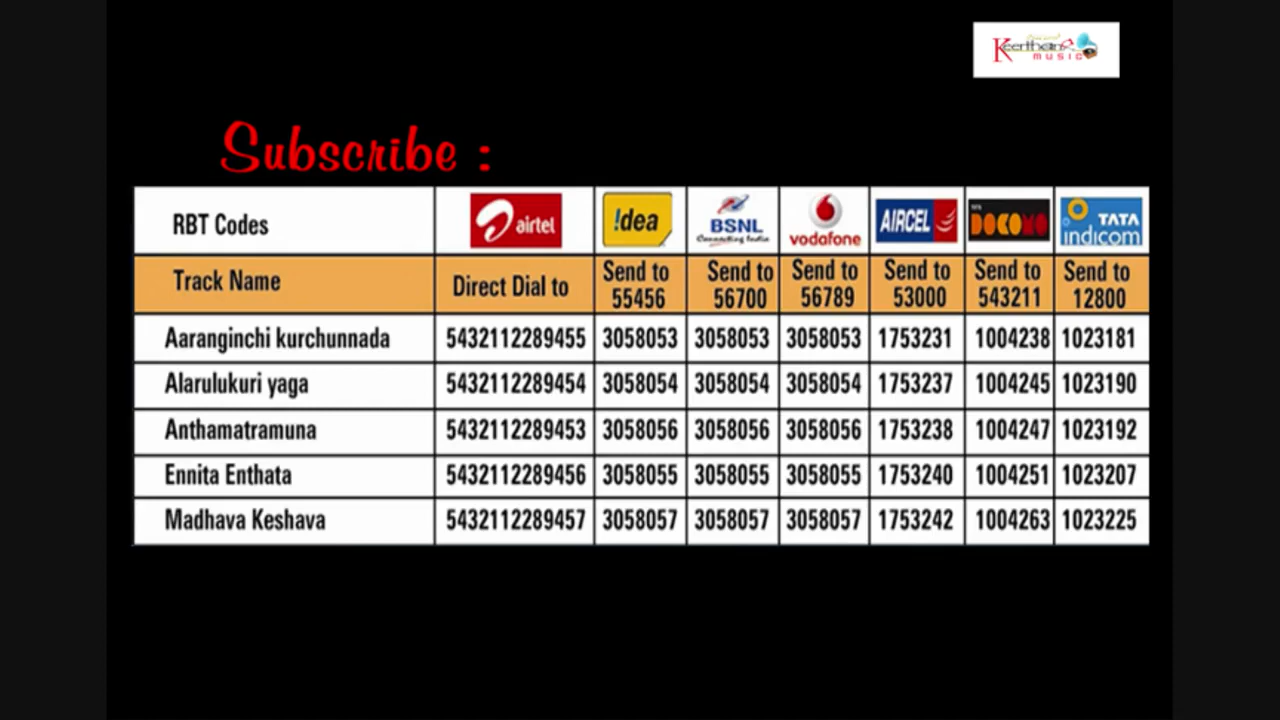 Keerthana
MUSIC
Subscribe :
RBT Codes airtel !dea BSNL Connecting India vodafone AIRCEL TATA DOCOMO TATA indicom
Track Name Direct Dial to Send to 55456 Send to 56700 Send to 56789 Send to 53000 Send to 543211 Send to 12800
Aaranginchi kurchunnada 5432112289455 3058053 3058053 3058053 1753231 1004238 1023181
Alarulukuri yaga 5432112289454 3058054 3058054 3058054 1753237 1004245 1023190
Anthamatramuna 5432112289453 3058056 3058056 3058056 1753238 1004247 1023192
Ennita Enthata 5432112289456 3058055 3058055 3058055 1753240 1004251 1023207
Madhava Keshava 5432112289457 3058057 3058057 3058057 1753242 1004263 1023225